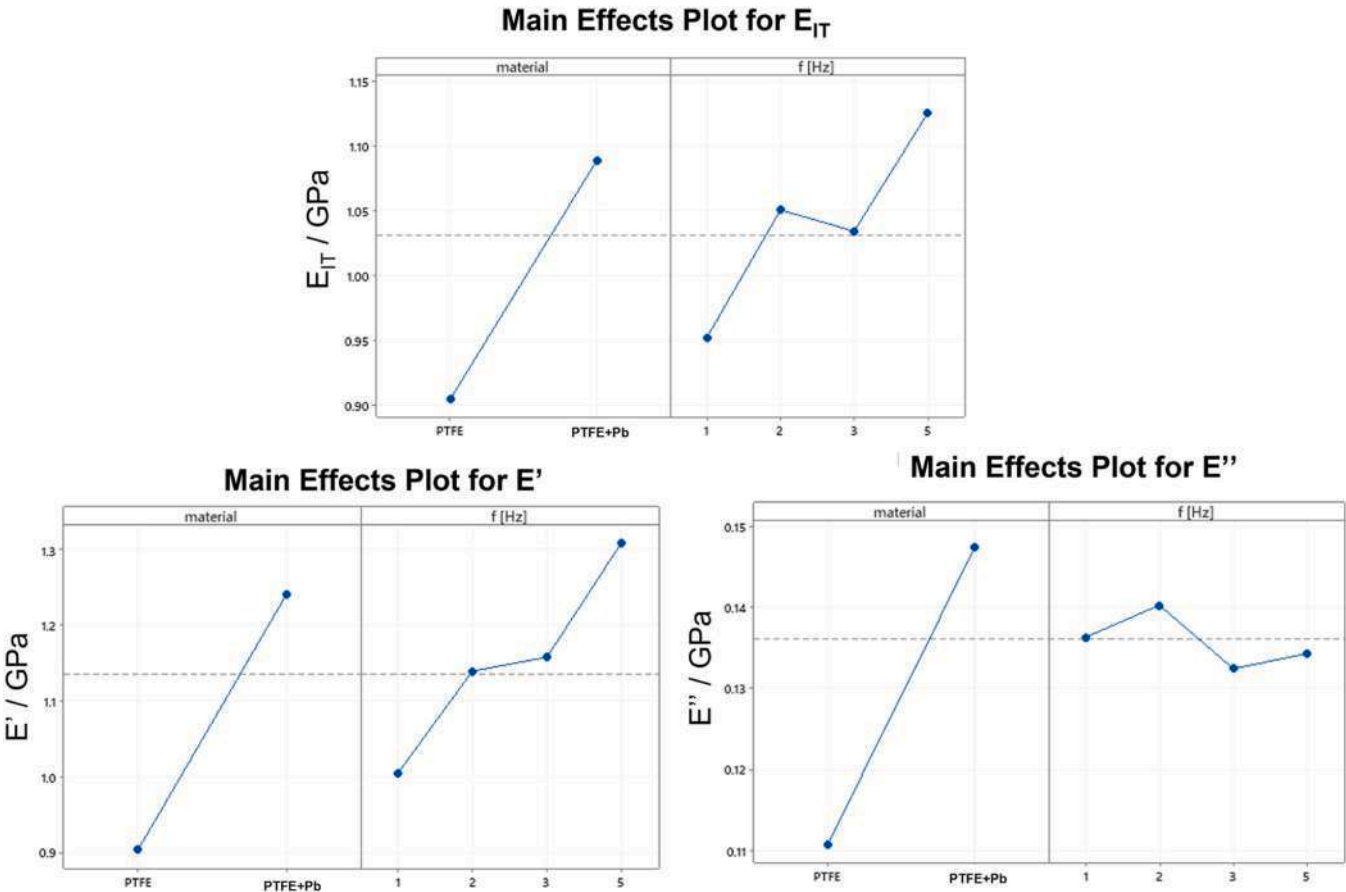 Main Effects Plot for E_IT
material
f [Hz]
E_IT / GPa
1.15
1.10
1.05
1.00
0.95
0.90
PTFE
PTFE+Pb
1
2
3
5
Main Effects Plot for E’
material
f [Hz]
E’ / GPa
1.3
1.2
1.1
1.0
0.9
PTFE
PTFE+Pb
1
2
3
5
Main Effects Plot for E’’
material
f [Hz]
E’’ / GPa
0.15
0.14
0.13
0.12
0.11
PTFE
PTFE+Pb
1
2
3
5